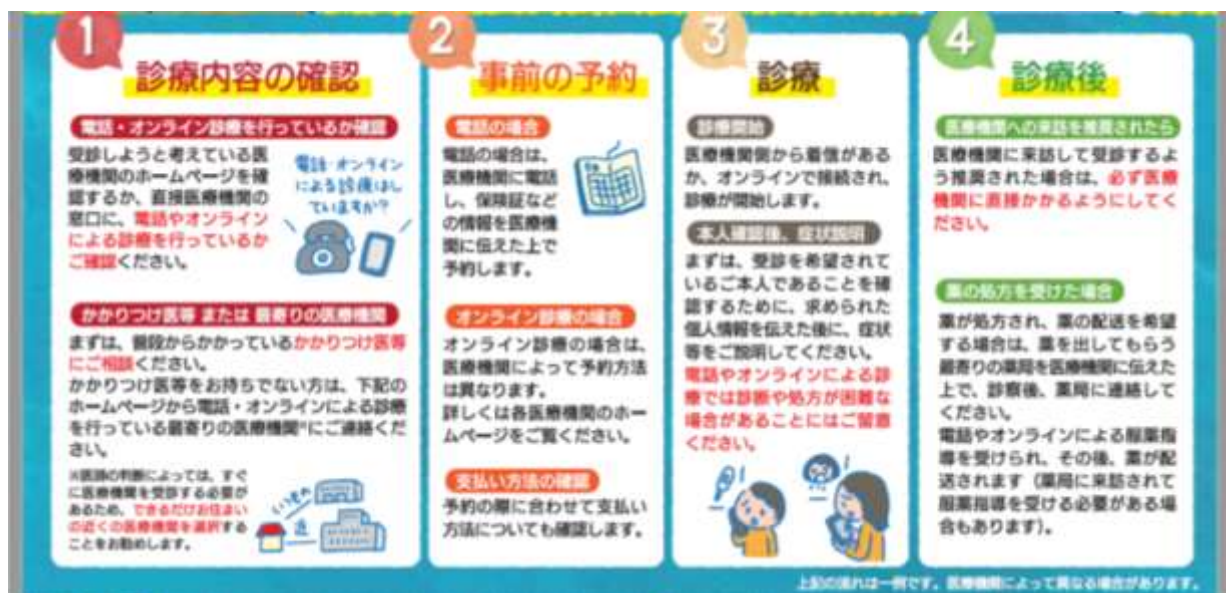 1
診療内容の確認
電話・オンライン診療を行っているか確認
受診しようと考えている医
療機関のホームページを確
認するか、直接医療機関の
窓口に、電話やオンライン
による診療を行っているか
ご確認ください。
電話・オンライン
による診療はし
ていますか?
かかりつけ医等 または 最寄りの医療機関
まずは、普段からかかっているかかりつけ医等
にご相談ください。
かかりつけ医等をお持ちでない方は、下記の
ホームページから電話・オンラインによる診療
を行っている最寄りの医療機関※にご連絡くだ
さい。
※医師の判断によっては、すぐ
に医療機関を受診する必要が
あるため、できるだけお住まい
の近くの医療機関を選択する
ことをお勧めします。
いつもの
近
2
事前の予約
電話の場合
電話の場合は、
医療機関に電話
し、保険証など
の情報を医療機
関に伝えた上で
予約します。
オンライン診療の場合
オンライン診療の場合は、
医療機関によって予約方法
は異なります。
詳しくは各医療機関のホー
ムページをご覧ください。
支払い方法の確認
予約の際に合わせて支払い
方法についても確認します。
3
診療
診療開始
医療機関側から着信がある
か、オンラインで接続され、
診療が開始します。
本人確認後、症状説明
まずは、受診を希望されて
いるご本人であることを確
認するために、求められた
個人情報を伝えた後に、症状
等をご説明してください。
電話やオンラインによる診
療では診断や処方が困難な
場合があることにはご留意
ください。
4
診療後
医療機関への来訪を推奨されたら
医療機関に来訪して受診するよ
う推奨された場合は、必ず医療
機関に直接かかるようにしてく
ださい。
薬の処方を受けた場合
薬が処方され、薬の配送を希望
する場合は、薬を出してもらう
最寄りの薬局を医療機関に伝えた
上で、診察後、薬局に連絡して
ください。
電話やオンラインによる服薬指
導を受けられ、その後、薬が配
送されます（薬局に来訪されて
服薬指導を受ける必要がある場
合もあります）。
上記の流れは一例です。医療機関によって異なる場合があります。